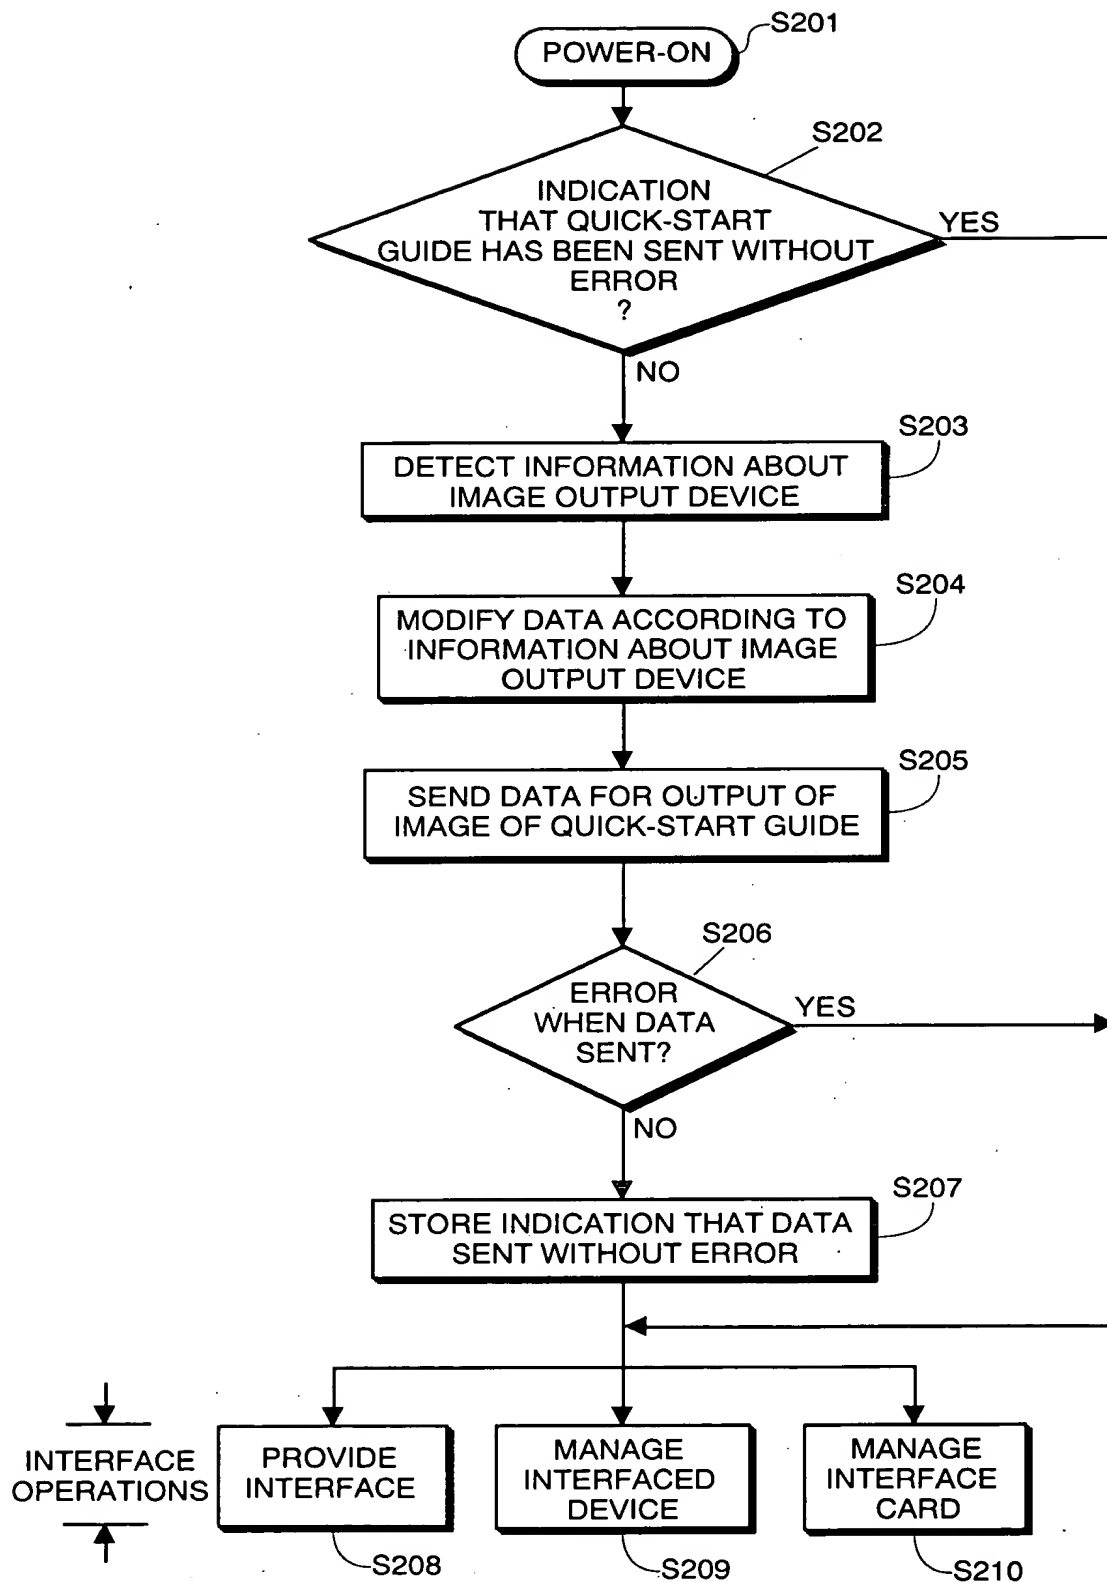 S201
POWER-ON
S202
INDICATION
THAT QUICK-START
GUIDE HAS BEEN SENT WITHOUT
ERROR
?
YES
NO
S203
DETECT INFORMATION ABOUT
IMAGE OUTPUT DEVICE
S204
MODIFY DATA ACCORDING TO
INFORMATION ABOUT IMAGE
OUTPUT DEVICE
S205
SEND DATA FOR OUTPUT OF
IMAGE OF QUICK-START GUIDE
S206
ERROR
WHEN DATA
SENT?
YES
NO
S207
STORE INDICATION THAT DATA
SENT WITHOUT ERROR
INTERFACE
OPERATIONS
PROVIDE
INTERFACE
MANAGE
INTERFACED
DEVICE
MANAGE
INTERFACE
CARD
S208
S209
S210